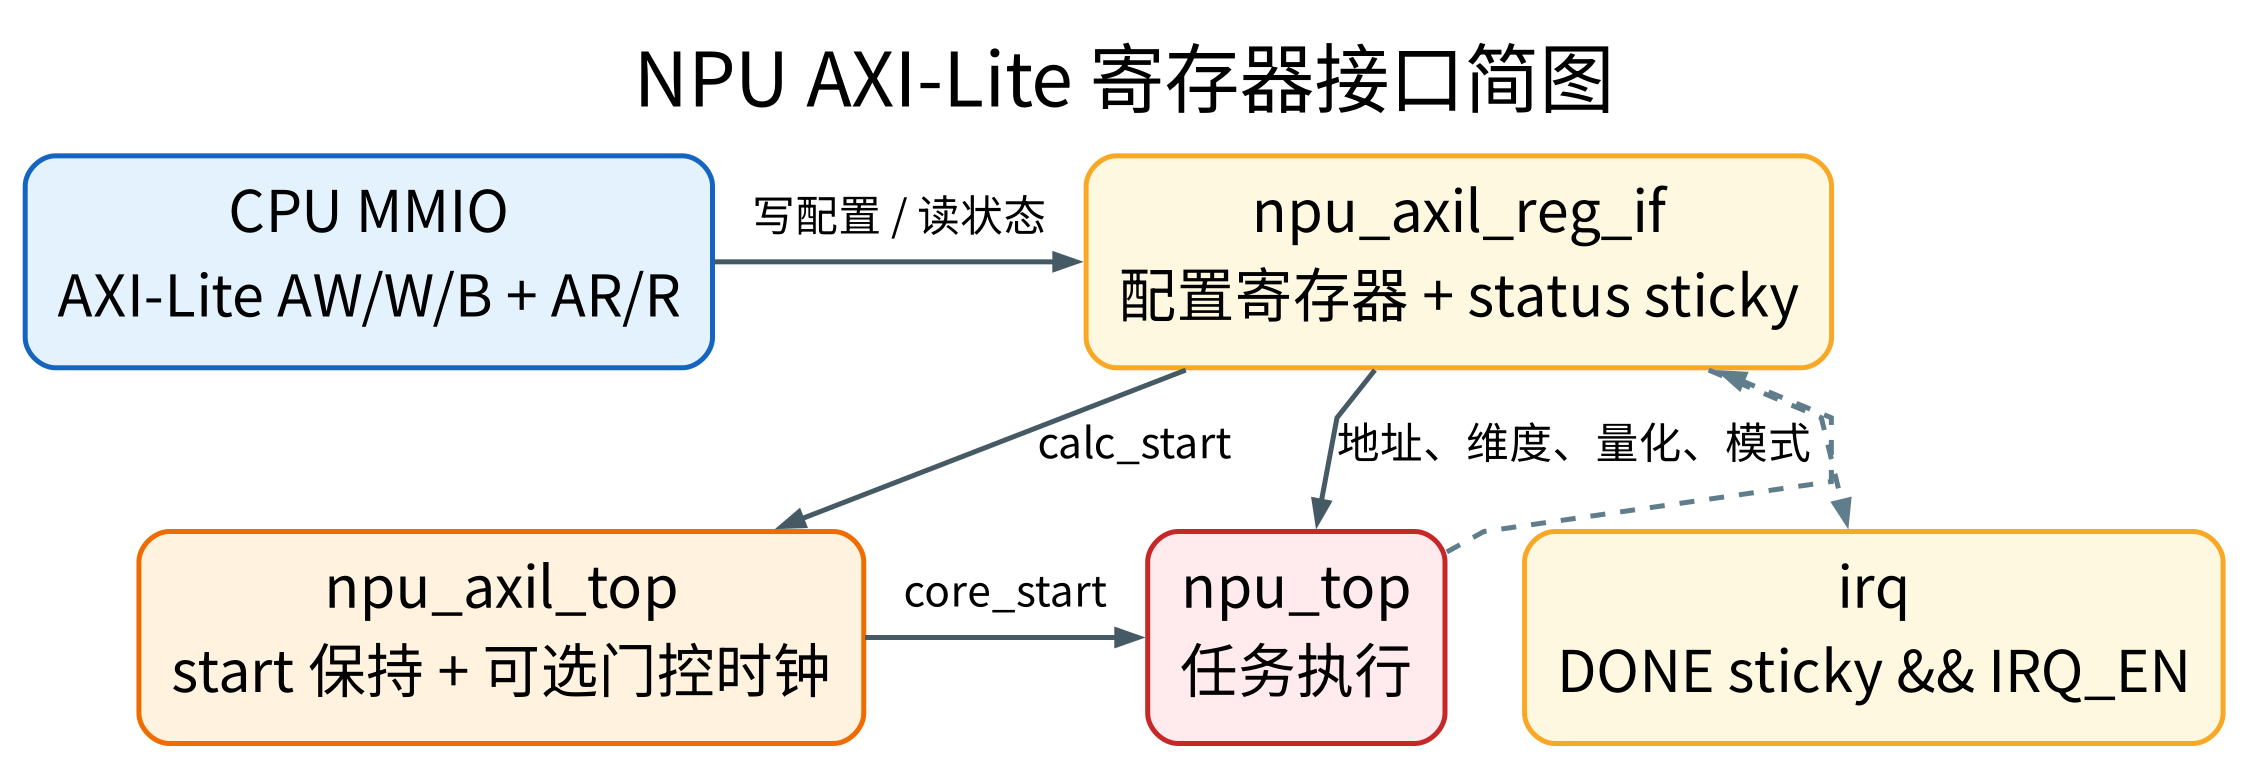 NPU AXI-Lite 寄存器接口简图
CPU MMIO
AXI-Lite AW/W/B + AR/R
写配置 / 读状态
npu_axil_reg_if
配置寄存器 + status sticky
calc_start
地址、维度、量化、模式
npu_axil_top
start 保持 + 可选门控时钟
core_start
npu_top
任务执行
irq
DONE sticky && IRQ_EN